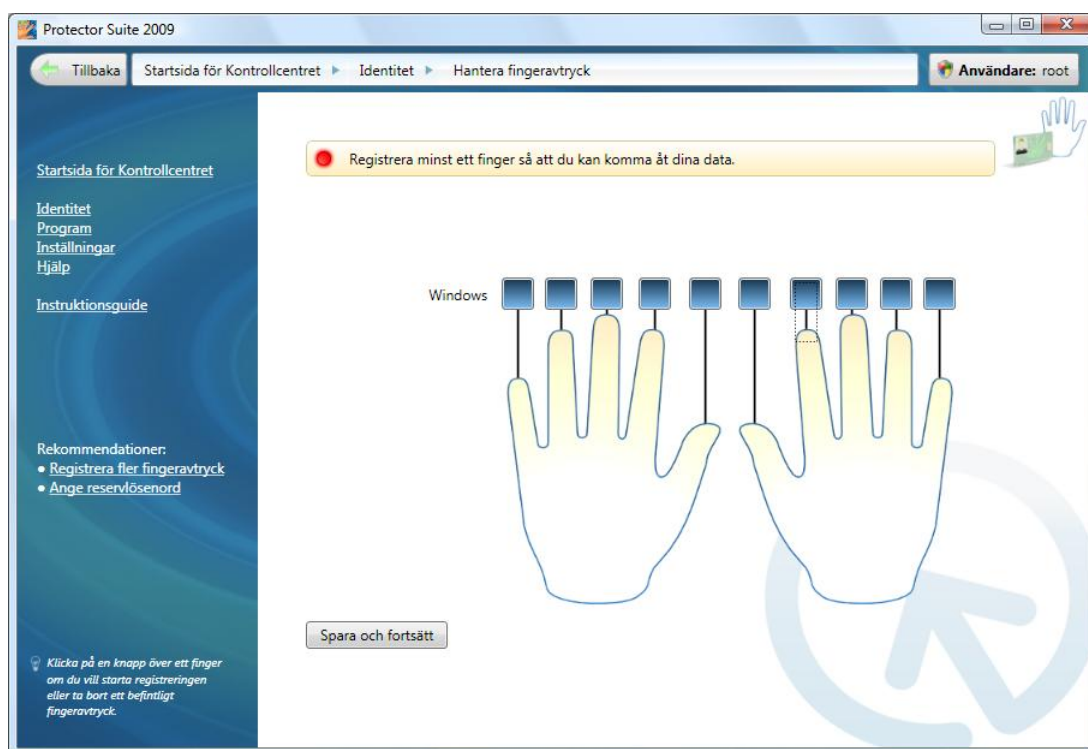 Protector Suite 2009
Tillbaka
Startsida för Kontrollcentret
Identitet
Hantera fingeravtryck
Användare: root
Startsida för Kontrollcentret
Identitet
Program
Inställningar
Hjälp
Instruktionsguide
Rekommendationer:
● Registrera fler fingeravtryck
● Ange reservlösenord
Klicka på en knapp över ett finger
om du vill starta registreringen
eller ta bort ett befintligt
fingeravtryck.
Registrera minst ett finger så att du kan komma åt dina data.
Windows
Spara och fortsätt